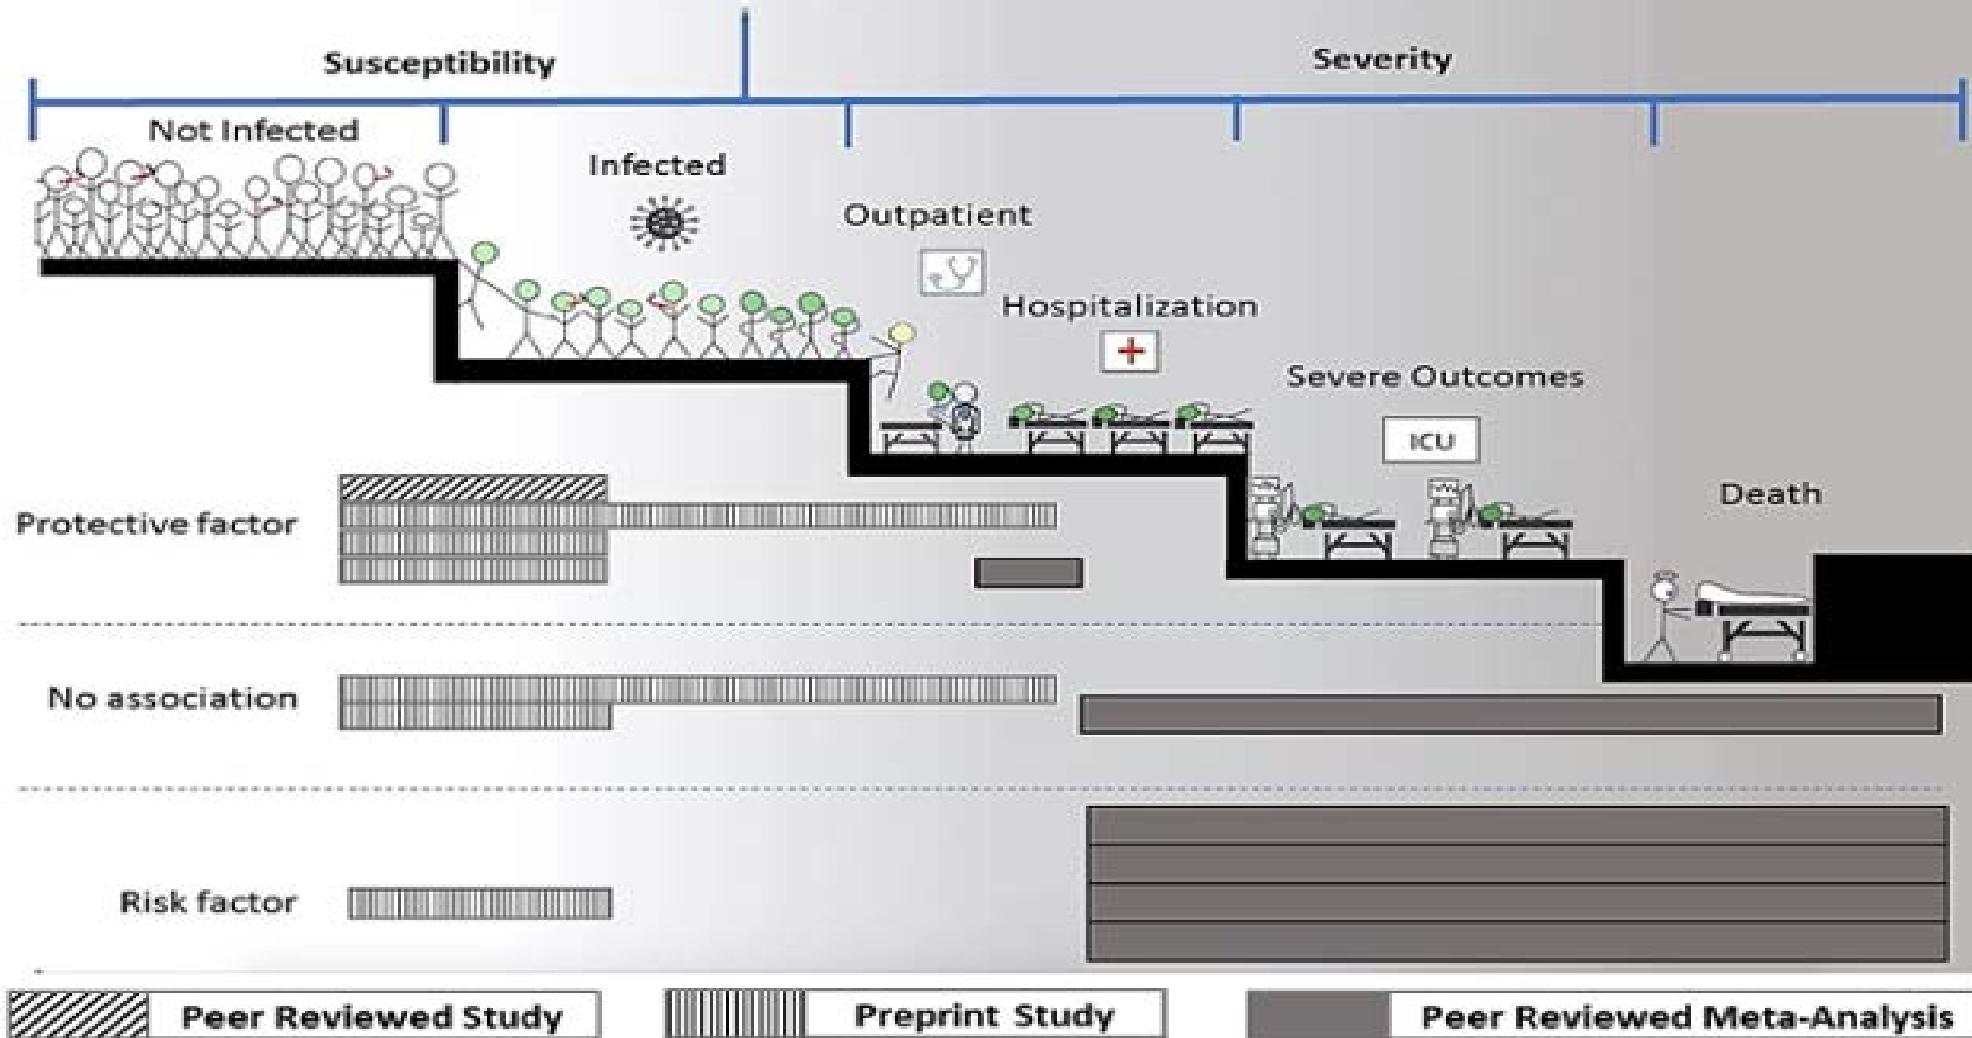 Susceptibility
Severity
Not Infected
Infected
Outpatient
Hospitalization
Severe Outcomes
ICU
Death
Protective factor
No association
Risk factor
Peer Reviewed Study
Preprint Study
Peer Reviewed Meta-Analysis